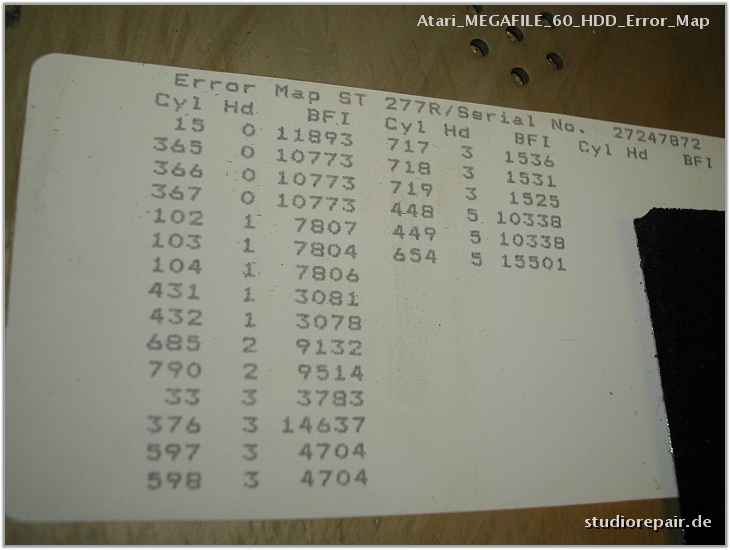 Atari_MEGAFILE_60_HDD_Error_Map
Error Map ST 277R/Serial No. 27247872
Cyl Hd BFI Cyl Hd BFI Cyl Hd BFI
15 0 11893 717 3 1536
365 0 10773 718 3 1531
366 0 10773 719 3 1525
367 0 10773 448 5 10338
102 1 7807 449 5 10338
103 1 7804 654 5 15501
104 1 7806
431 1 3081
432 1 3078
685 2 9132
790 2 9514
33 3 3783
376 3 14637
597 3 4704
598 3 4704
studiorepair.de